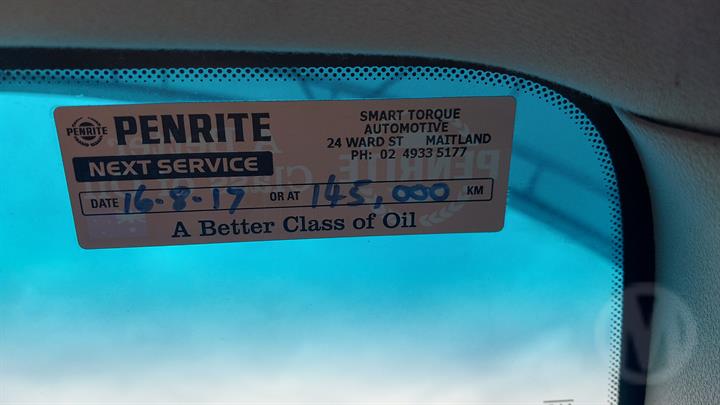 PENRITE PENRITE
SMART TORQUE
AUTOMOTIVE
24 WARD ST MAITLAND
PH: 02 4933 5177
NEXT SERVICE
DATE 16-8-17 OR AT 145,000 KM
A Better Class of Oil